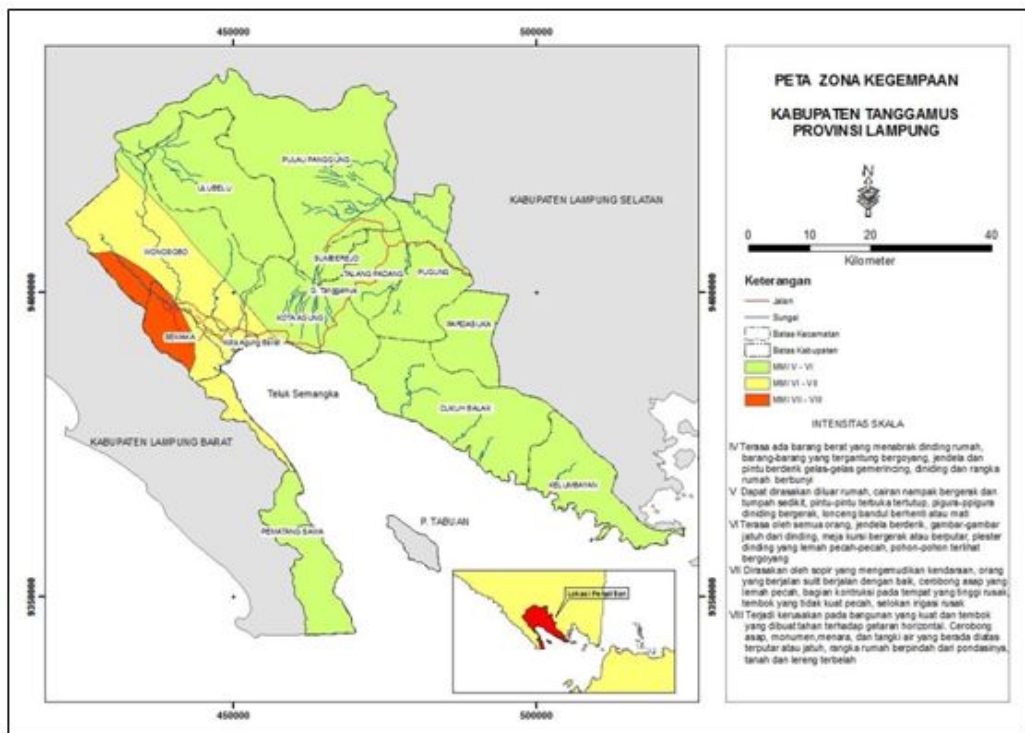 450000
500000
PETA ZONA KEGEMPAAN
KABUPATEN TANGGAMUS
PROVINSI LAMPUNG
N
0 10 20 40
Kilometer
Keterangan
Jalan
Sungai
Batas Kecamatan
Batas Kabupaten
MMI V - VI
MMI VI - VII
MMI VII - VIII
INTENSITAS SKALA
IV Terasa ada barang berat yang menabrak dinding rumah,
barang-barang yang tergantung bergoyang, jendela dan
pintu berderik gelas-gelas gemerincing, dinding dan rangka
rumah berbunyi
V Dapat dirasakan diluar rumah, cairan nampak bergerak dan
tumpah sedikit, pintu-pintu terbuka tertutup, pigura-ppigura
dinding bergerak, lonceng bandul berhenti atau mati
VI Terasa oleh semua orang, jendela berderik, gambar-gambar
jatuh dari dinding, meja kursi bergerak atau berputar, plester
dinding yang lemah pecah-pecah, pohon-pohon terlihat
bergoyang
VII Dirasakan oleh sopir yang mengemudikan kendaraan, orang
yang berjalan sulit berjalan dengan baik, cerobong asap yang
lemah pecah, bagian kontruksi pada tempat yang tinggi rusak,
tembok yang tidak kuat pecah, selokan irigasi rusak
VIII Terjadi kerusakan pada bangunan yang kuat dan tembok
yang dibuat tahan terhadap getaran horizontal. Cerobong
asap, monumen,menara, dan tangki air yang berada diatas
terputar atau jatuh, rangka rumah berpindah dari pondasinya,
tanah dan lereng terbelah
PULAU PANGGUNG
ULUBELU
KABUPATEN LAMPUNG SELATAN
WONOSOBO
SUMBEREJO
TALANG PADANG
PUGUNG
G. Tanggamus
KOTA AGUNG
9400000
9400000
PARDASUKA
SEMAKA
Kota Agung Barat
Teluk Semangka
CUKUH BALAK
KABUPATEN LAMPUNG BARAT
KELUMBAYAN
P. TABUAN
PEMATANG SAWA
Lokasi Penelitian
9350000
9350000
450000
500000